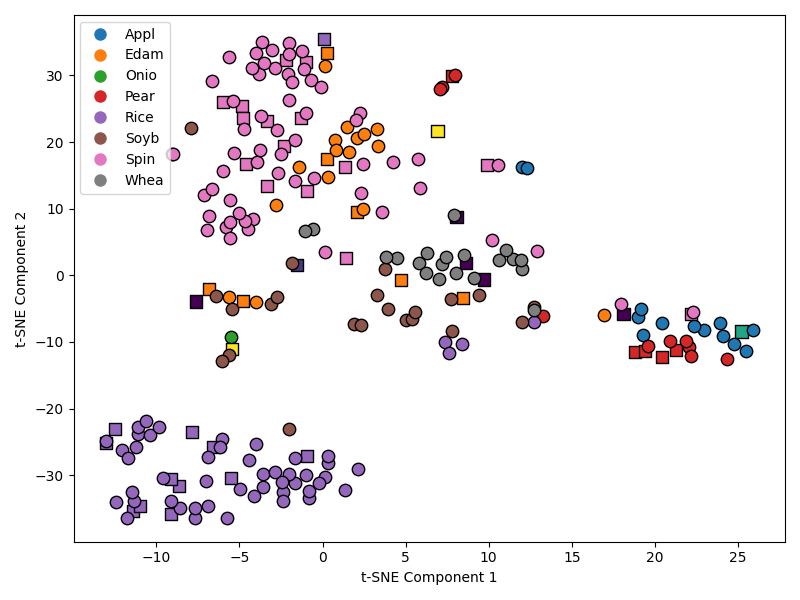 Appl
Edam
Onio
Pear
Rice
Soyb
Spin
Whea
30
20
10
0
−10
−20
−30
t-SNE Component 2
−10 −5 0 5 10 15 20 25
t-SNE Component 1